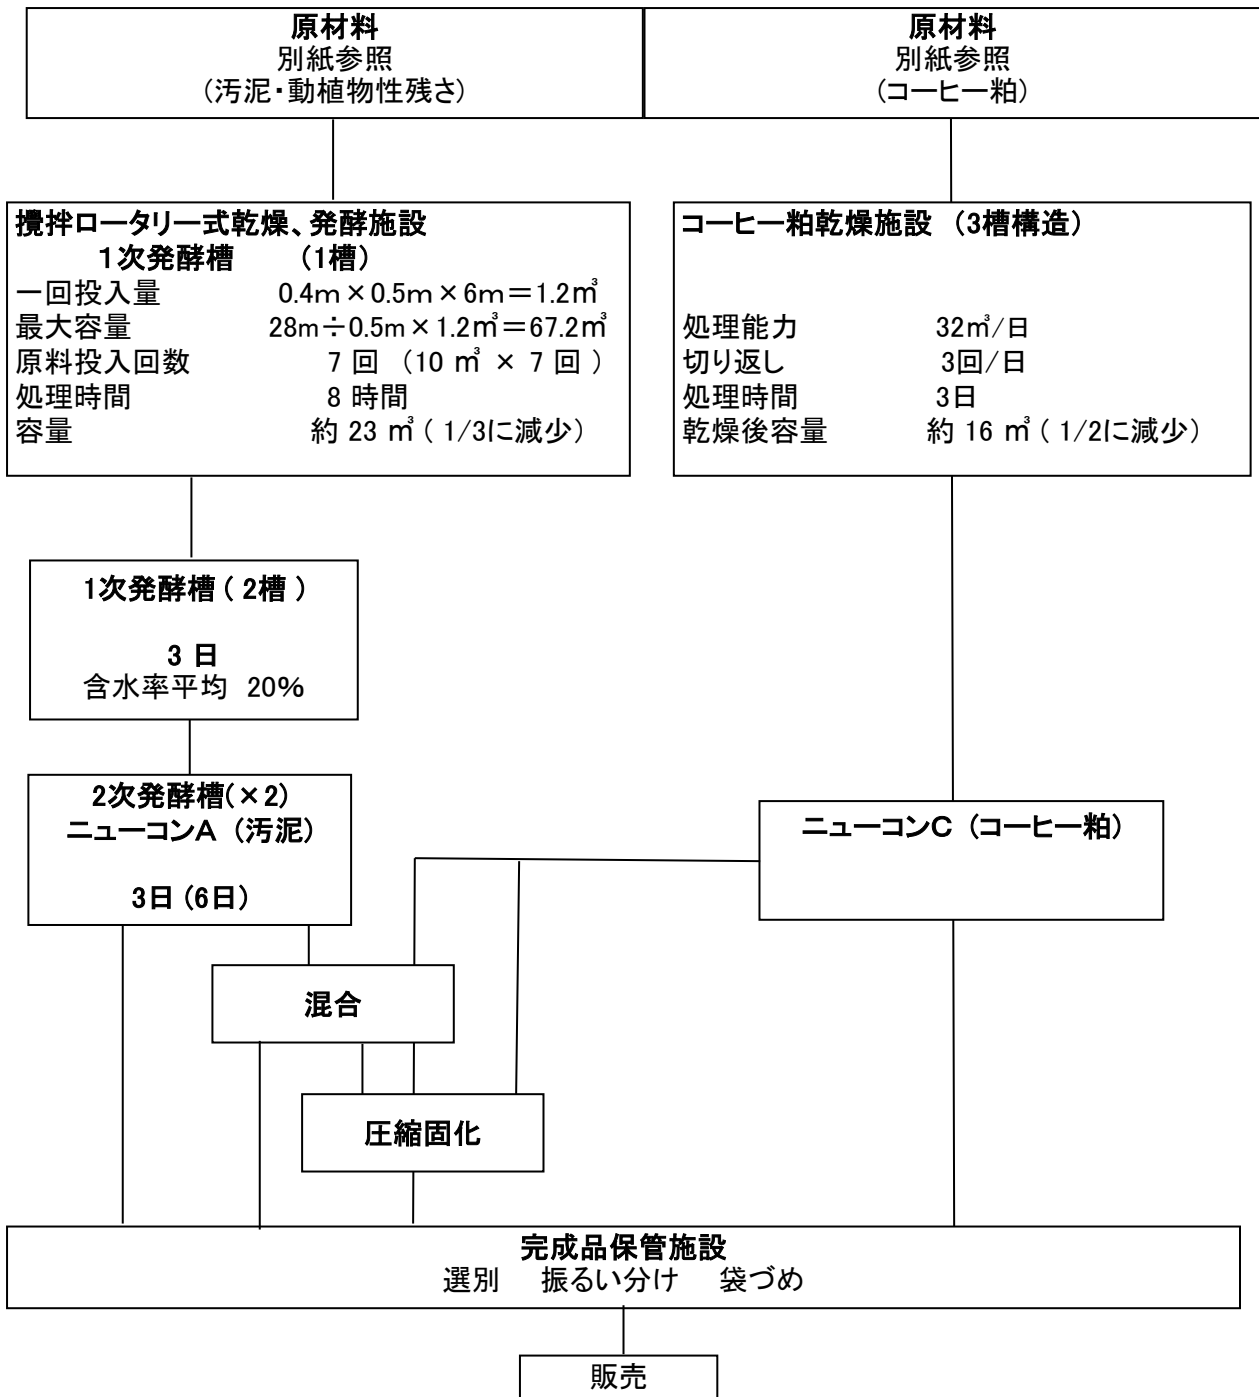 原材料
別紙参照
(汚泥・動植物性残さ)
原材料
別紙参照
(コーヒー粕)
攪拌ロータリー式乾燥、発酵施設
1次発酵槽 (1槽)
一回投入量 0.4m×0.5m×6m=1.2㎥
最大容量 28m÷0.5m×1.2㎥=67.2㎥
原料投入回数 7 回 (10 ㎥ × 7 回 )
処理時間 8 時間
容量 約 23 ㎥ ( 1/3に減少)
コーヒー粕乾燥施設 (3槽構造)
処理能力 32㎥/日
切り返し 3回/日
処理時間 3日
乾燥後容量 約 16 ㎥ ( 1/2に減少)
1次発酵槽 ( 2槽 )
3 日
含水率平均 20%
2次発酵槽(×2)
ニューコンA (汚泥)
3日 (6日)
ニューコンC (コーヒー粕)
混合
圧縮固化
完成品保管施設
選別 振るい分け 袋づめ
販売